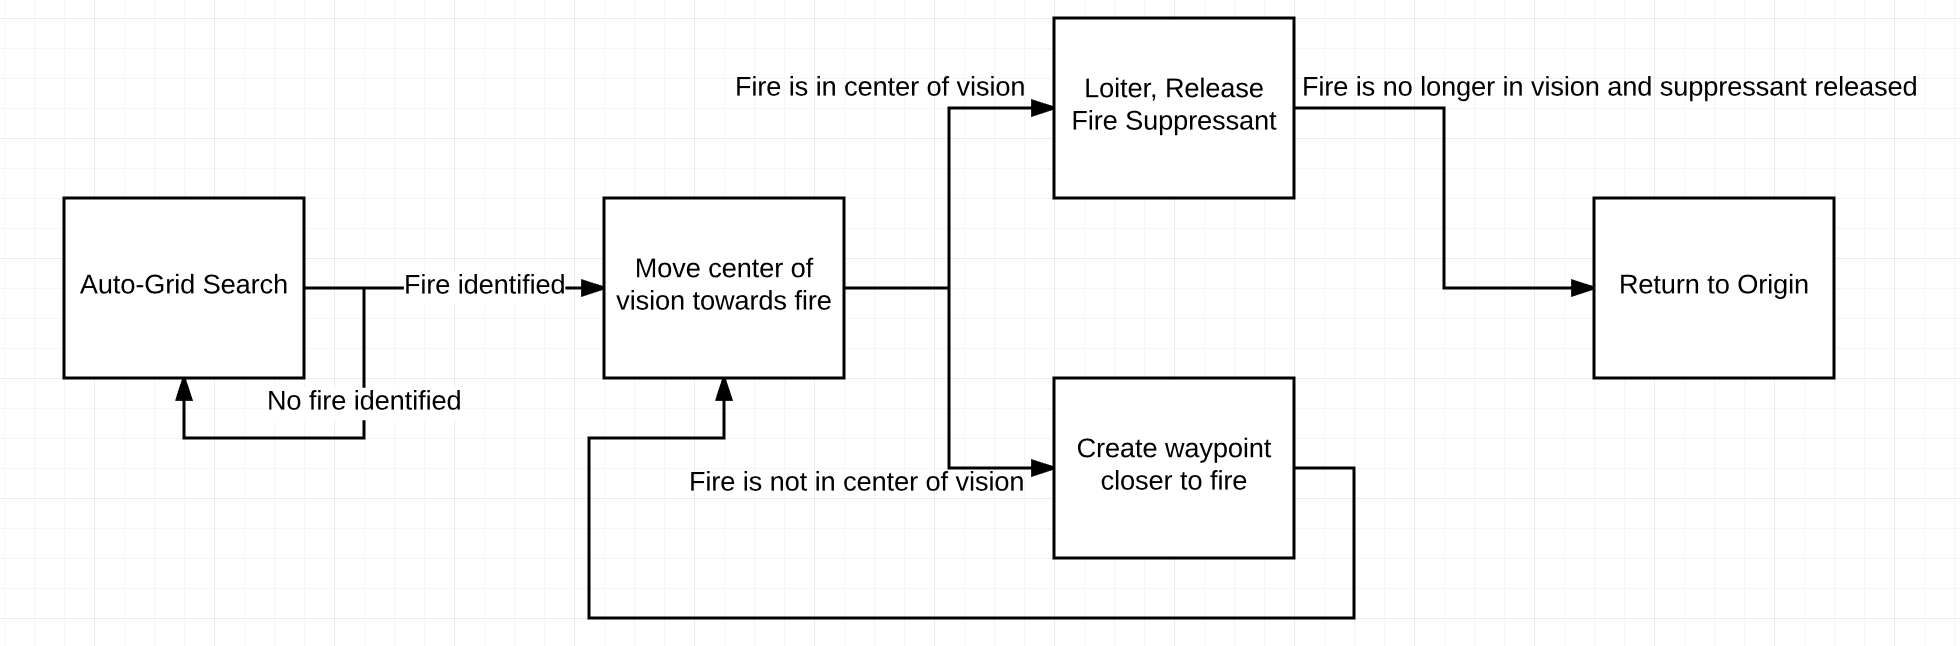 Fire is in center of vision
Loiter, Release
Fire Suppressant
Fire is no longer in vision and suppressant released
Auto-Grid Search
Fire identified
Move center of
vision towards fire
Return to Origin
No fire identified
Fire is not in center of vision
Create waypoint
closer to fire